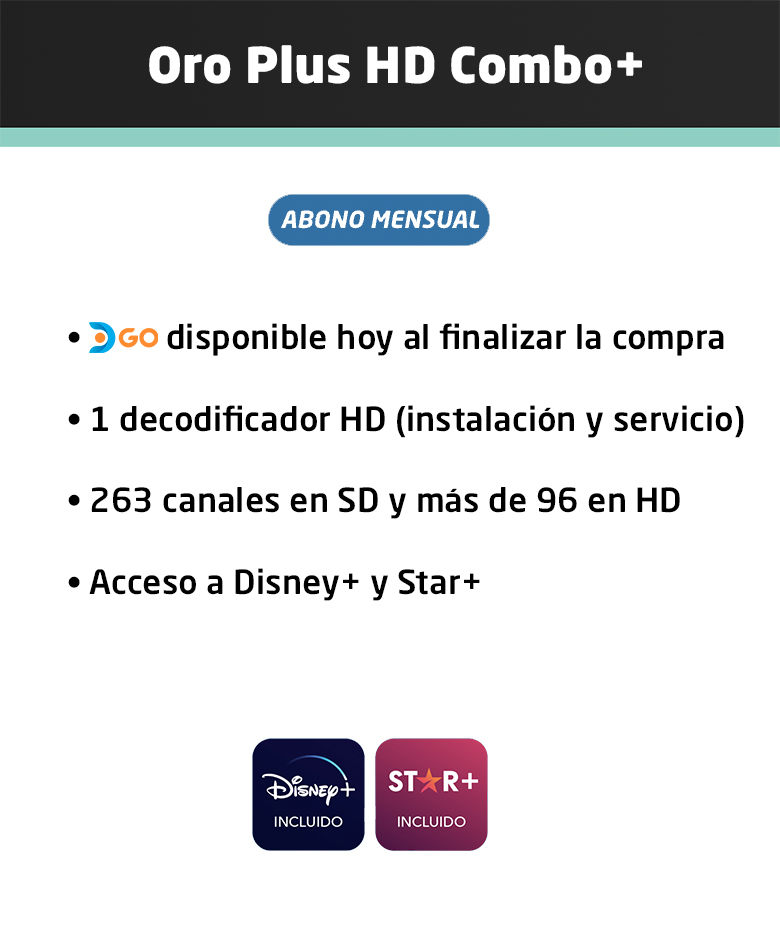 Oro Plus HD Combo+
ABONO MENSUAL
• DGO disponible hoy al finalizar la compra
• 1 decodificador HD (instalación y servicio)
• 263 canales en SD y más de 96 en HD
• Acceso a Disney+ y Star+
Disney+
INCLUIDO
STAR+
INCLUIDO